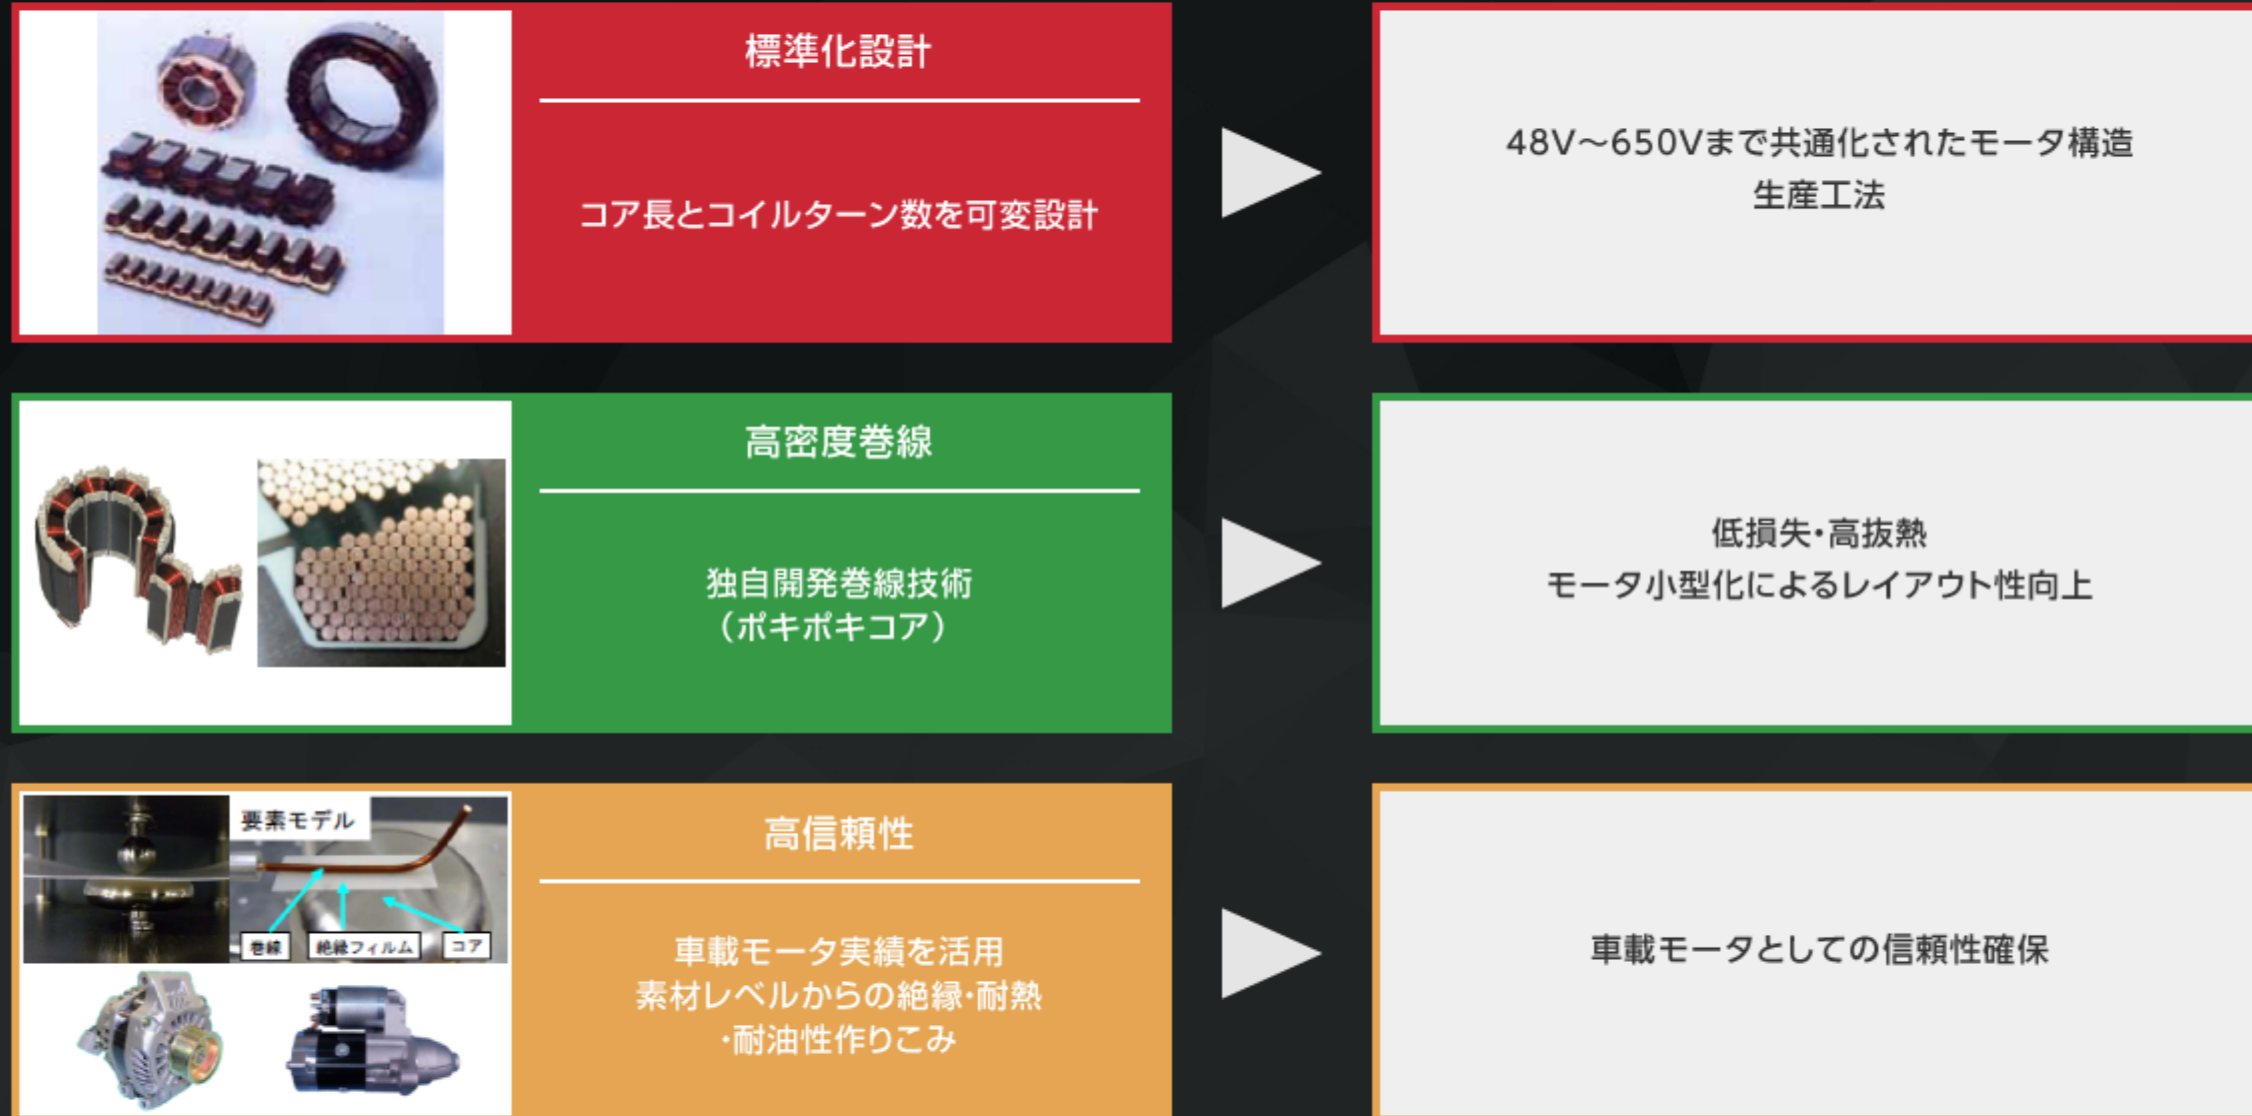 標準化設計
コア長とコイルターン数を可変設計
48V～650Vまで共通化されたモータ構造
生産工法
高密度巻線
独自開発巻線技術
（ポキポキコア）
低損失・高抜熱
モータ小型化によるレイアウト性向上
要素モデル
巻線
絶縁フィルム
コア
高信頼性
車載モータ実績を活用
素材レベルからの絶縁・耐熱
・耐油性作りこみ
車載モータとしての信頼性確保